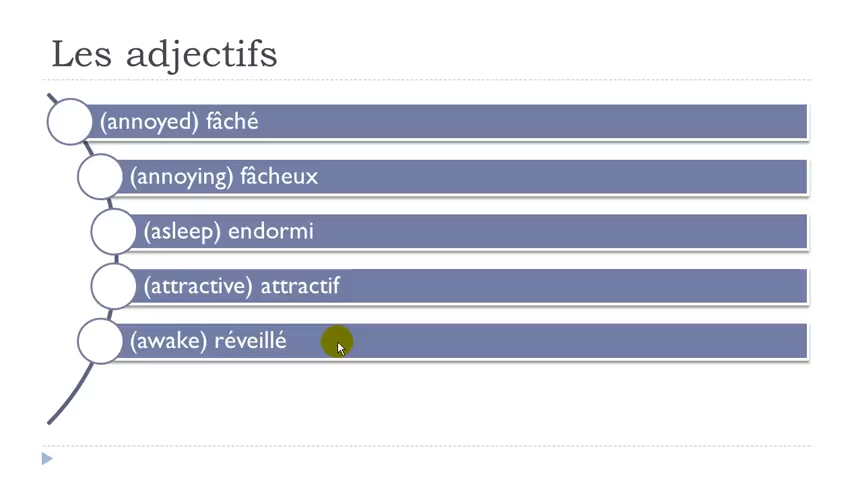 Les adjectifs
(annoyed) fâché
(annoying) fâcheux
(asleep) endormi
(attractive) attractif
(awake) réveillé